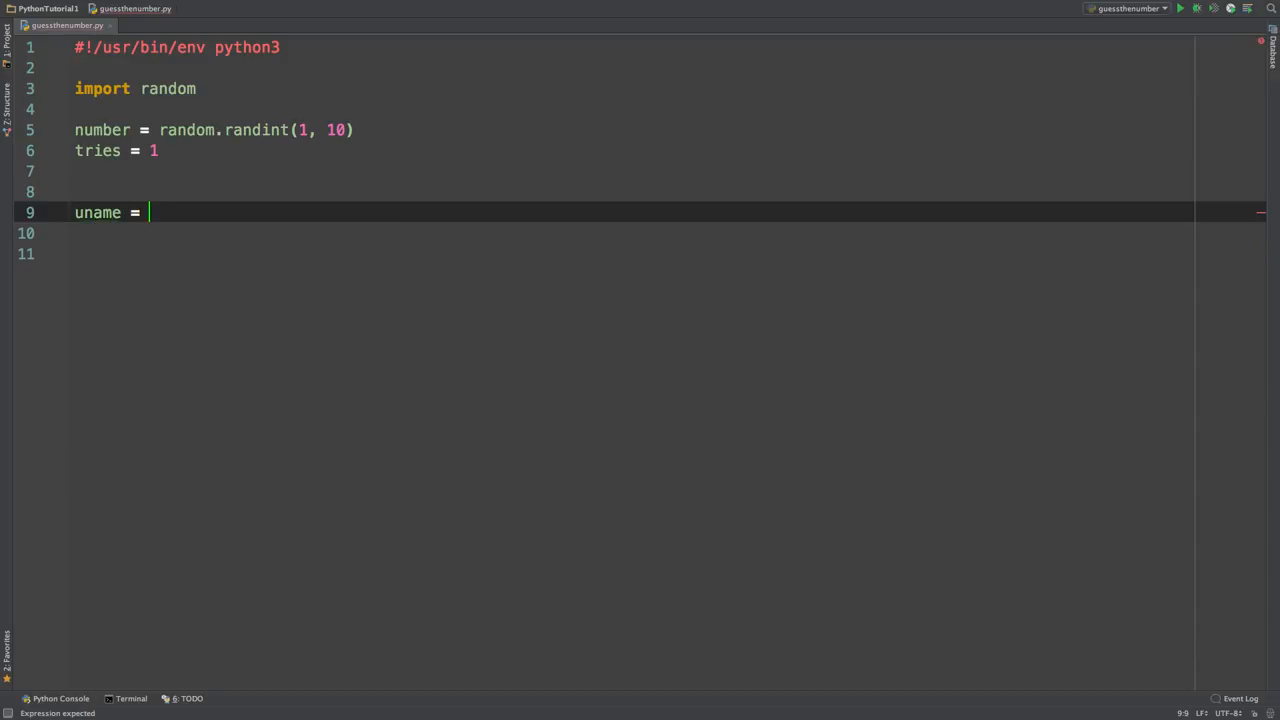 PythonTutorial1 guessthenumber.py guessthenumber
guessthenumber.py
1: Project
Z: Structure
2: Favorites
Database
1 #!/usr/bin/env python3
2
3 import random
4
5 number = random.randint(1, 10)
6 tries = 1
7
8
9 uname =
10
11
Python Console Terminal 6: TODO Event Log
Expression expected 9:9 LF÷ UTF-8÷